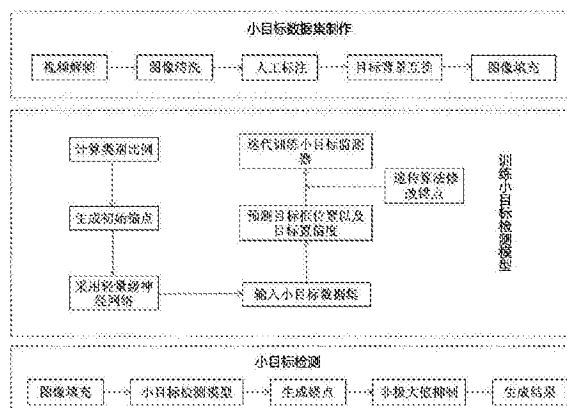 小目标数据集制作
视频解帧
图像清洗
人工标注
目标背景互换
图像填充
训练小目标检测模型
计算类别比例
生成初始锚点
采用轻量级神
经网络
输入小目标数据集
预测目标框位置以及
目标置信度
遗传算法修
改锚点
迭代训练小目标监测
器
小目标检测
图像填充
小目标检测模型
生成锚点
非极大值抑制
生成结果